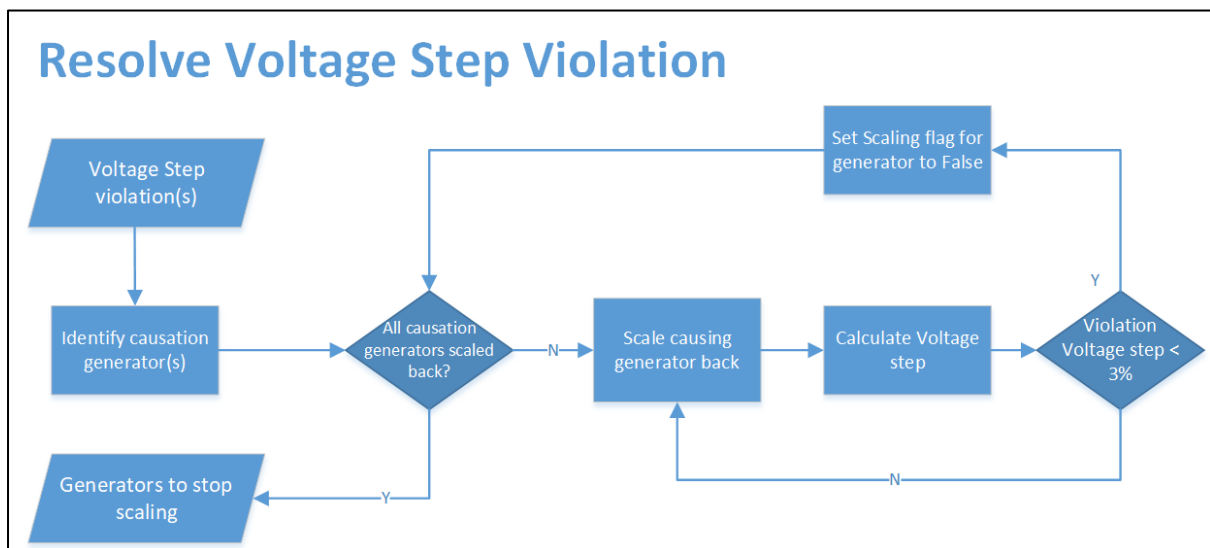 Resolve Voltage Step Violation
Voltage Step
violation(s)
Identify causation
generator(s)
All causation
generators scaled
back?
N
Scale causing
generator back
Calculate Voltage
step
Violation
Voltage step <
3%
Y
Set Scaling flag for
generator to False
N
Y
Generators to stop
scaling